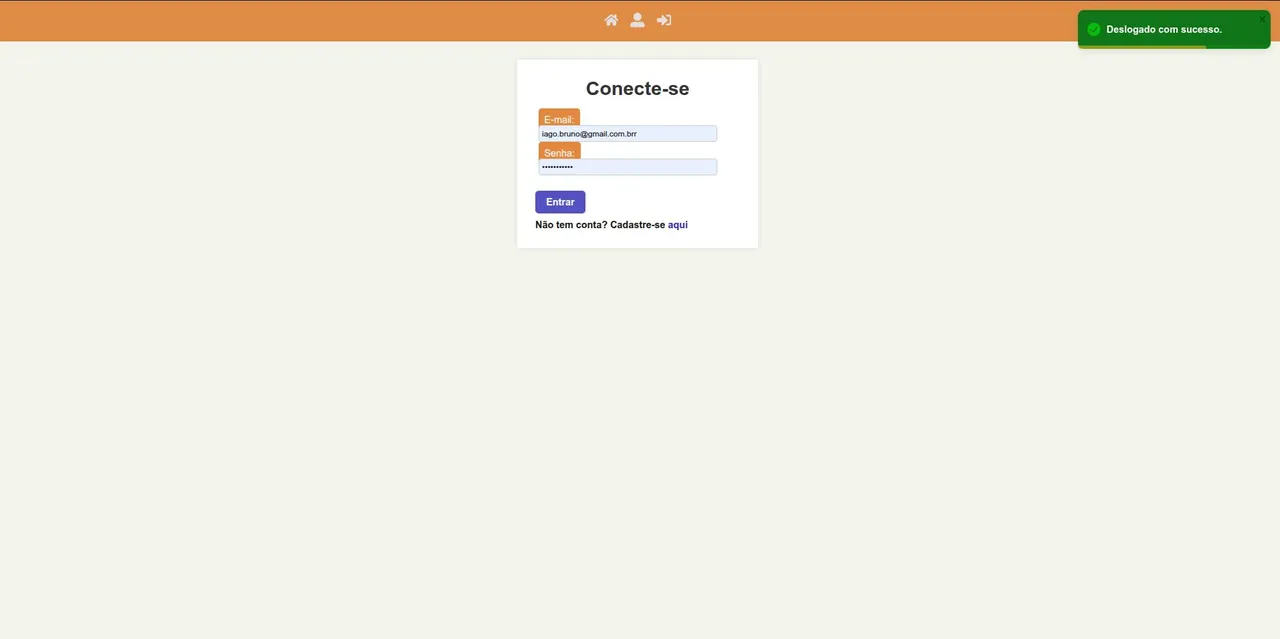 Deslogado com sucesso.
Conecte-se
E-mail:
iago.bruno@gmail.com.brr
Senha:
•••••••••••
Entrar
Não tem conta? Cadastre-se aqui